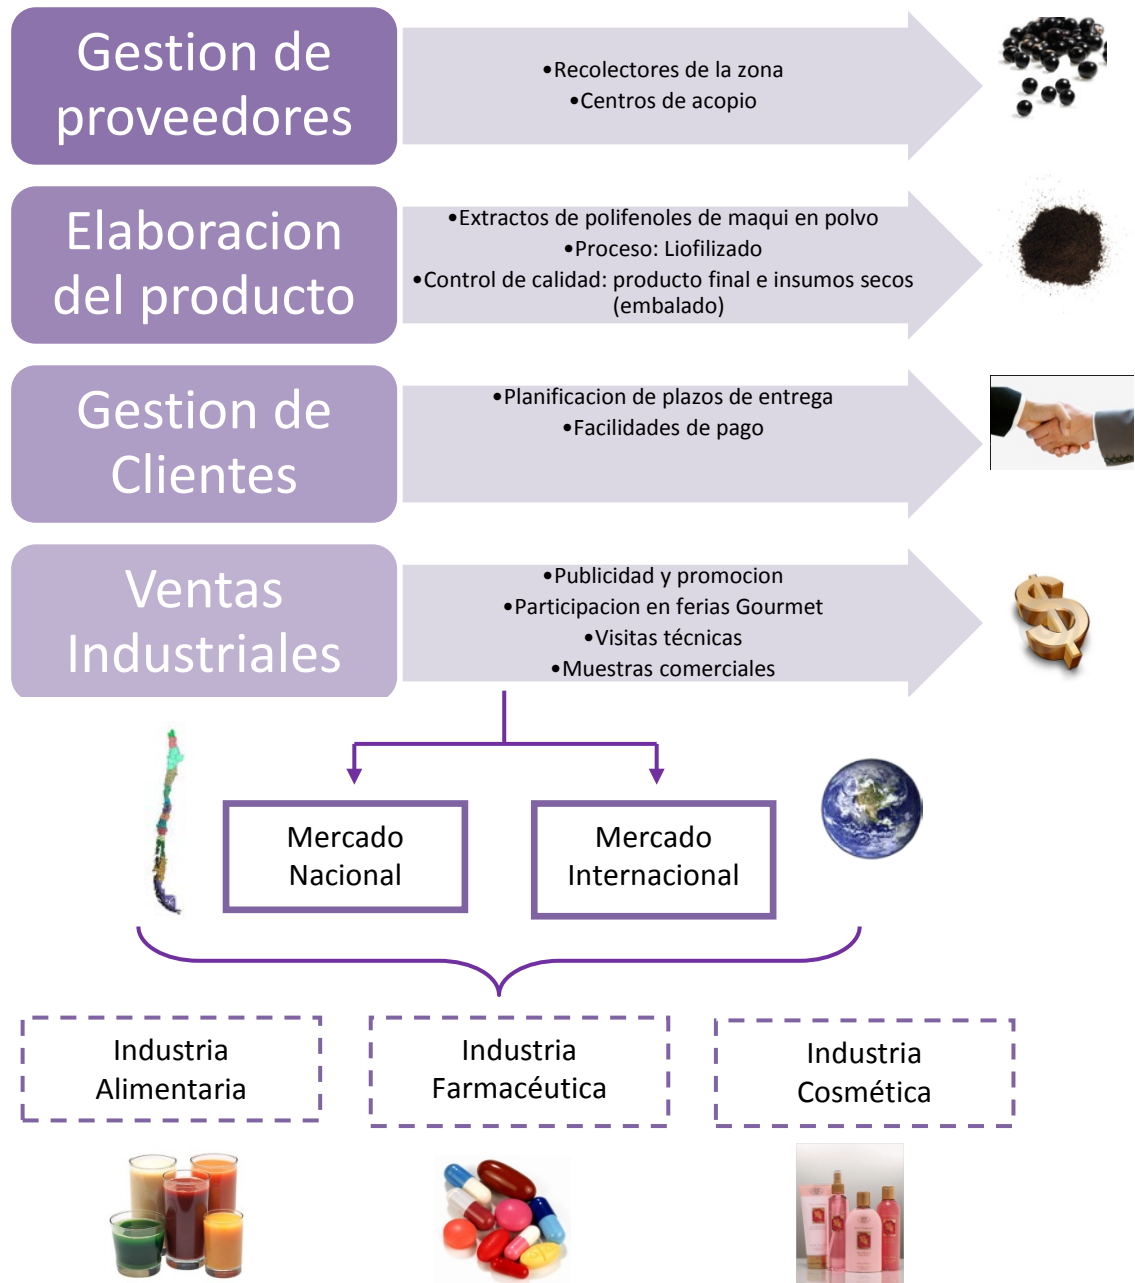 Gestion de
proveedores
•Recolectores de la zona
•Centros de acopio
Elaboracion
del producto
•Extractos de polifenoles de maqui en polvo
•Proceso: Liofilizado
•Control de calidad: producto final e insumos secos
(embalado)
Gestion de
Clientes
•Planificacion de plazos de entrega
•Facilidades de pago
Ventas
Industriales
•Publicidad y promocion
•Participacion en ferias Gourmet
•Visitas técnicas
•Muestras comerciales
Mercado
Nacional
Mercado
Internacional
Industria
Alimentaria
Industria
Farmacéutica
Industria
Cosmética